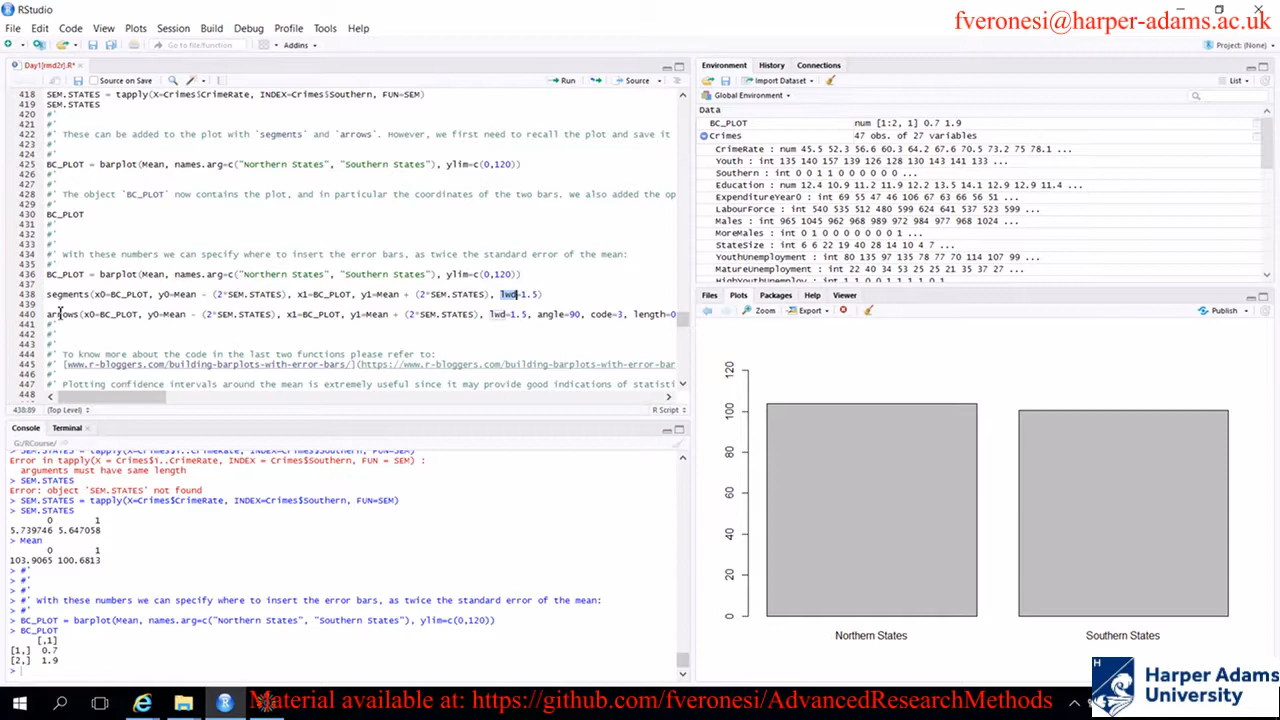 RStudio
fveronesi@harper-adams.ac.uk
File Edit Code View Plots Session Build Debug Profile Tools Help
Go to file/function Addins
Project: (None)
Day1[rmd2r].R*
Source on Save Run Source
418 SEM.STATES = tapply(X=Crimes$CrimeRate, INDEX=Crimes$Southern, FUN=SEM)
419 SEM.STATES
420 #'
421 #'
422 #' These can be added to the plot with `segments` and `arrows`. However, we first need to recall the plot and save it
423 #'
424 #'
425 BC_PLOT = barplot(Mean, names.arg=c("Northern States", "Southern States"), ylim=c(0,120))
426 #'
427 #'
428 #' The object `BC_PLOT` now contains the plot, and in particular the coordinates of the two bars. We also added the op
429 #'
430 BC_PLOT
431 #'
432 #'
433 #'
434 #' With these numbers we can specify where to insert the error bars, as twice the standard error of the mean:
435 #'
436 BC_PLOT = barplot(Mean, names.arg=c("Northern States", "Southern States"), ylim=c(0,120))
437
438 segments(x0=BC_PLOT, y0=Mean - (2*SEM.STATES), x1=BC_PLOT, y1=Mean + (2*SEM.STATES), lwd=1.5)
439
440 arrows(x0=BC_PLOT, y0=Mean - (2*SEM.STATES), x1=BC_PLOT, y1=Mean + (2*SEM.STATES), lwd=1.5, angle=90, code=3, length=0
441 #'
442 #'
443 #'
444 #' To know more about the code in the last two functions please refer to:
445 #' [www.r-bloggers.com/building-barplots-with-error-bars/](https://www.r-bloggers.com/building-barplots-with-error-bar
446 #'
447 #' Plotting confidence intervals around the mean is extremely useful since it may provide good indications of statisti
448
438:89 (Top Level) R Script
Console Terminal
G:/RCourse/
> SEM.STATES = tapply(X=Crimes$i..CrimeRate, INDEX=Crimes$Southern, FUN=SEM)
Error in tapply(X = Crimes$i..CrimeRate, INDEX = Crimes$Southern, FUN = SEM) :
arguments must have same length
> SEM.STATES
Error: object 'SEM.STATES' not found
> SEM.STATES = tapply(X=Crimes$CrimeRate, INDEX=Crimes$Southern, FUN=SEM)
> SEM.STATES
0 1
5.739746 5.647058
> Mean
0 1
103.9065 100.6813
> #'
> #'
> #'
> #' With these numbers we can specify where to insert the error bars, as twice the standard error of the mean:
> #'
> BC_PLOT = barplot(Mean, names.arg=c("Northern States", "Southern States"), ylim=c(0,120))
> BC_PLOT
[,1]
[1,] 0.7
[2,] 1.9
>
Environment History Connections
Import Dataset List
Global Environment
Data
BC_PLOT num [1:2, 1] 0.7 1.9
Crimes 47 obs. of 27 variables
CrimeRate : num 45.5 52.3 56.6 60.3 64.2 67.6 70.5 73.2 75 78.1 ...
Youth : int 135 140 157 139 126 128 130 143 141 133 ...
Southern : int 0 0 1 1 0 0 0 0 0 0 ...
Education : num 12.4 10.9 11.2 11.9 12.2 13.5 14.1 12.9 12.9 11.4 ...
ExpenditureYear0 : int 69 55 47 46 106 67 63 66 56 51 ...
LabourForce : int 540 535 512 480 599 624 641 537 523 599 ...
Males : int 965 1045 962 968 989 972 984 977 968 1024 ...
MoreMales : int 0 1 0 0 0 0 0 0 0 1 ...
StateSize : int 6 6 22 19 40 28 14 10 4 7 ...
YouthUnemployment : int 80 135 97 135 78 77 70 114 89 107 ...
MatureUnemployment : int 22 40 34 53 25 25 21 35 37 27 ...
Files Plots Packages Help Viewer
Zoom Export Publish
120
100
80
60
40
20
0
Northern States Southern States
Material available at: https://github.com/fveronesi/AdvancedResearchMethods
H
Harper Adams
University